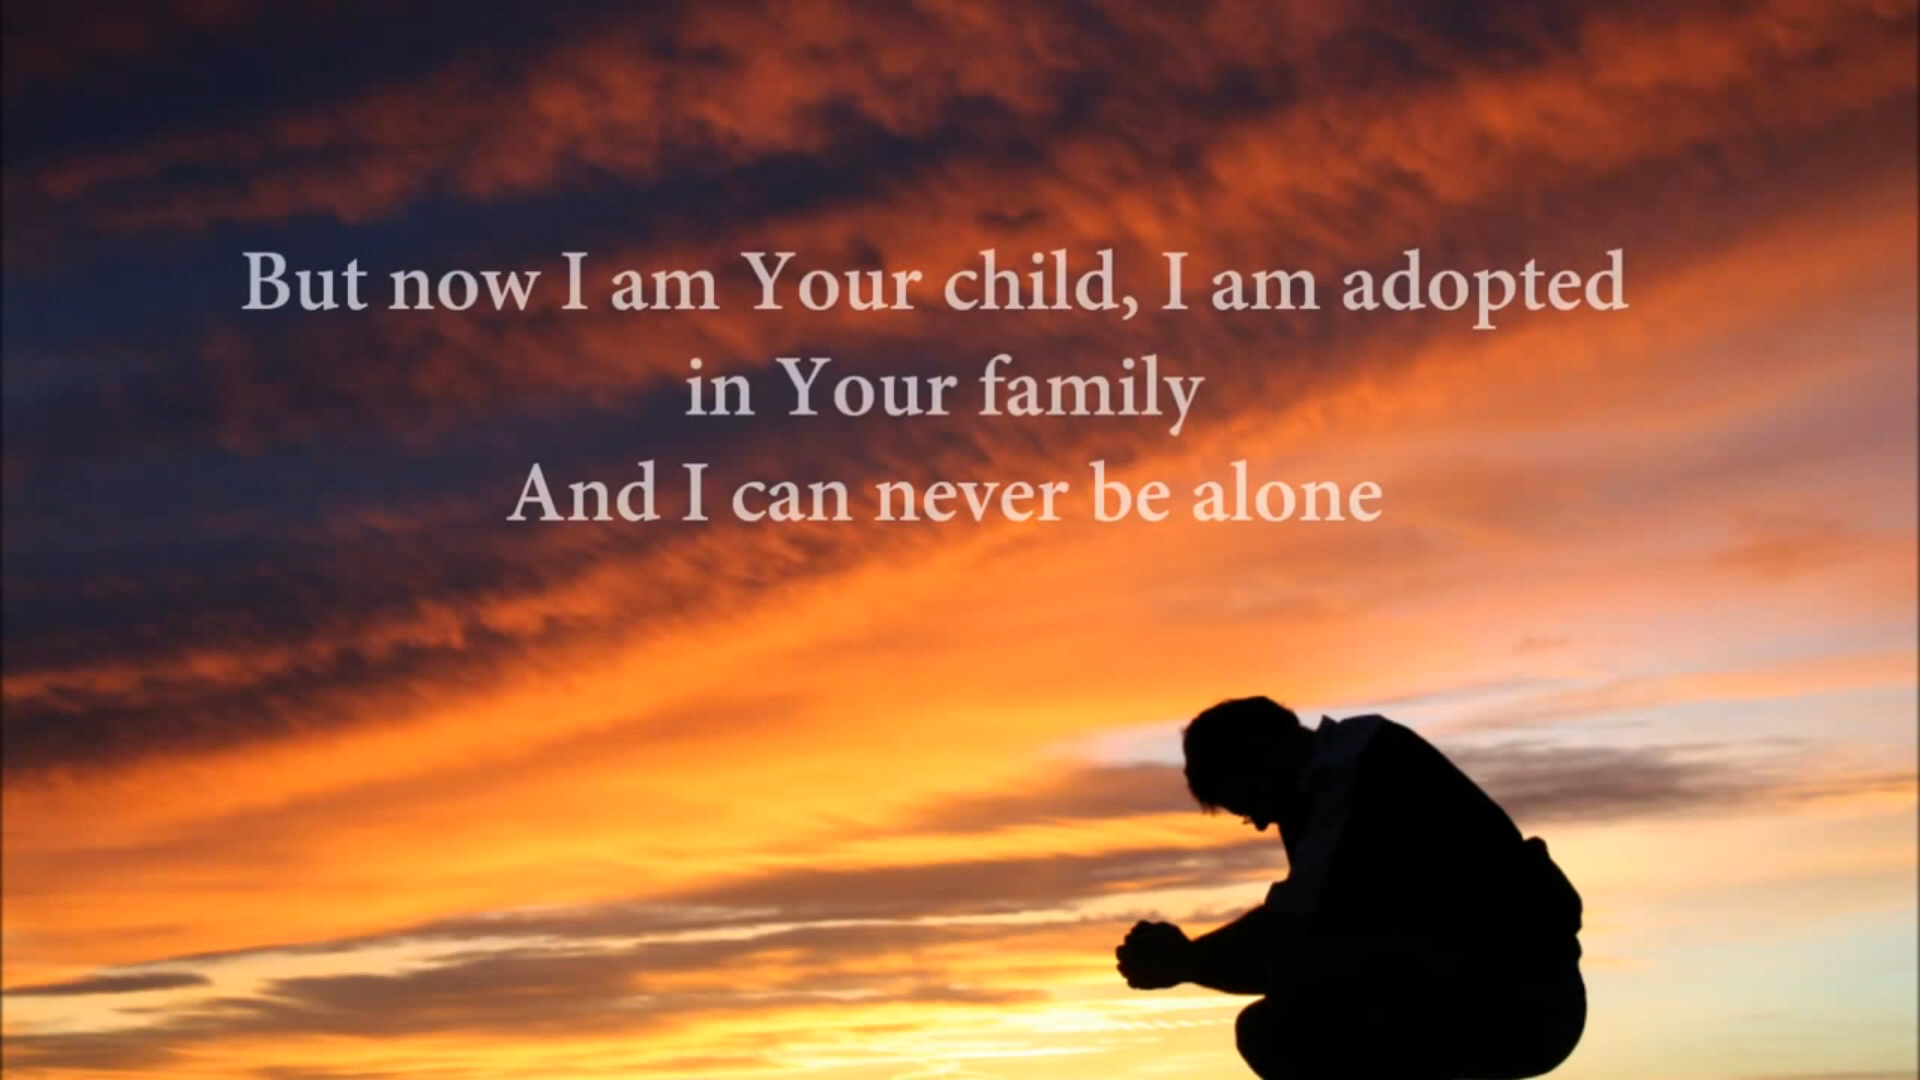 But now I am Your child, I am adopted
in Your family
And I can never be alone